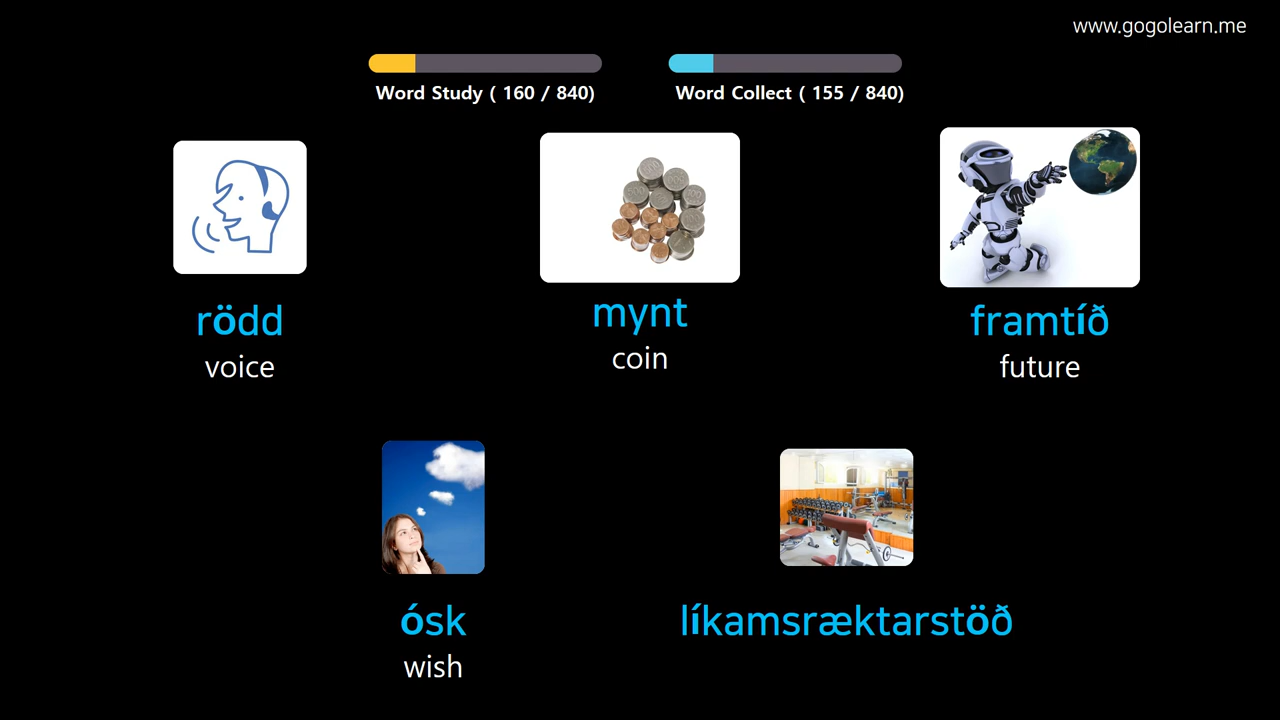 www.gogolearn.me
Word Study ( 160 / 840)
Word Collect ( 155 / 840)
rödd
voice
mynt
coin
framtíð
future
ósk
wish
líkamsræktarstöð